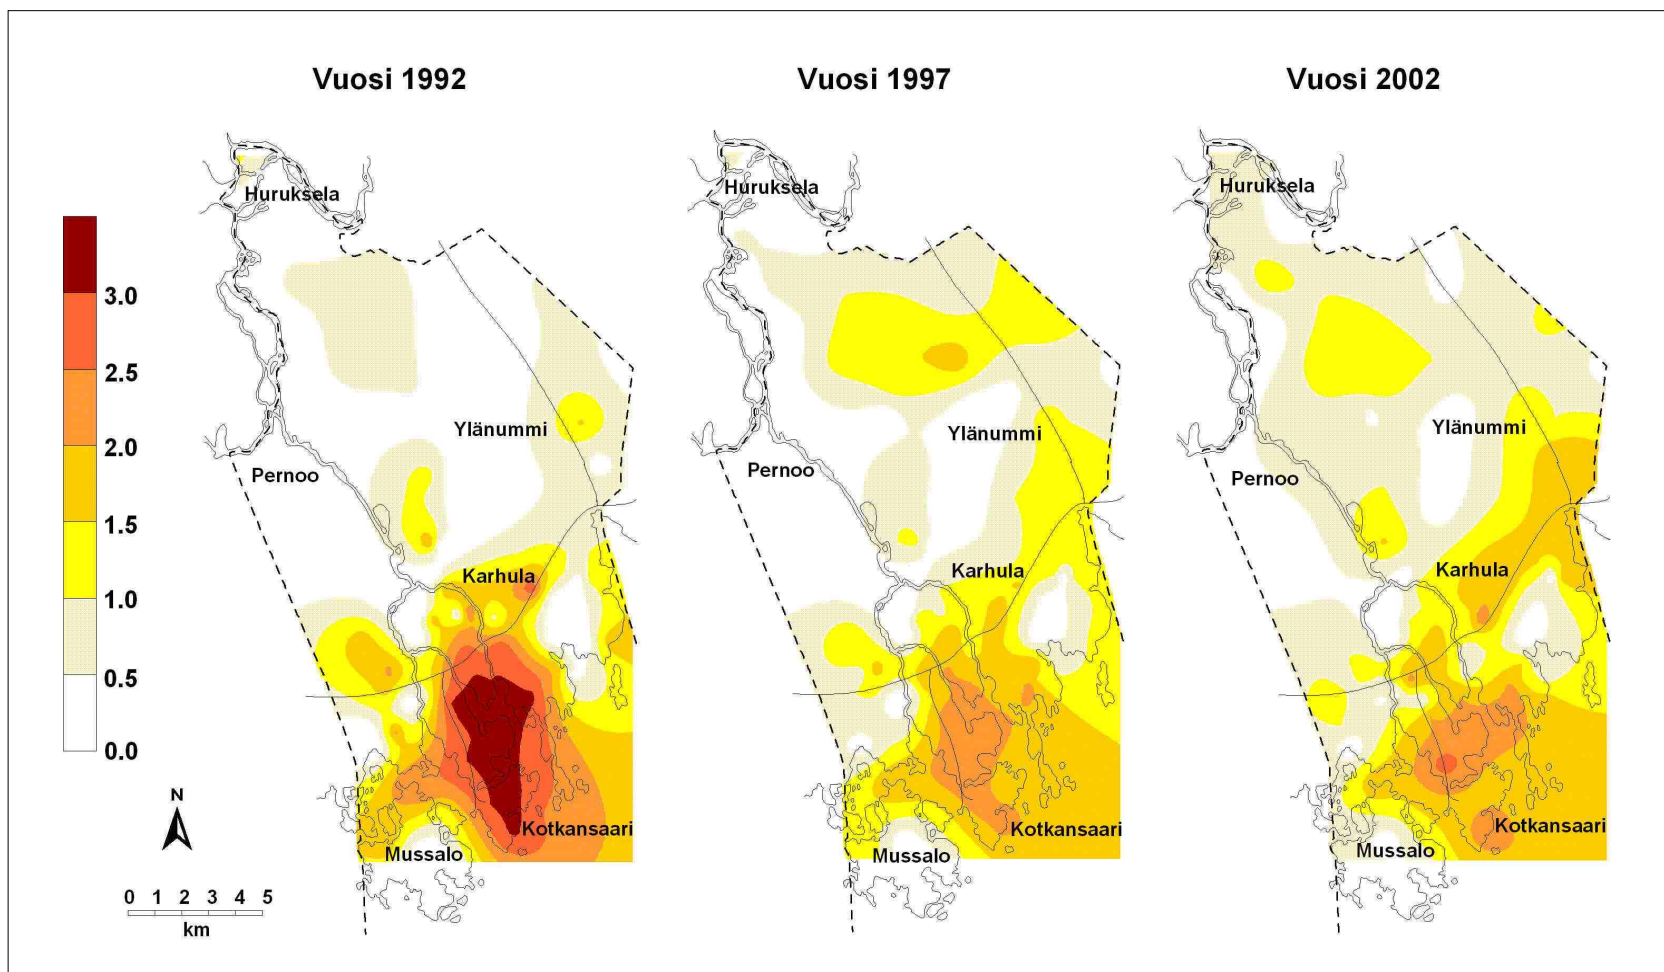 Vuosi 1992
Vuosi 1997
Vuosi 2002
Huruksela
Ylänummi
Pernoo
Karhula
Kotkansaari
Mussalo
Huruksela
Ylänummi
Pernoo
Karhula
Kotkansaari
Mussalo
Huruksela
Ylänummi
Pernoo
Karhula
Kotkansaari
Mussalo
3.0
2.5
2.0
1.5
1.0
0.5
0.0
N
0 1 2 3 4 5
km